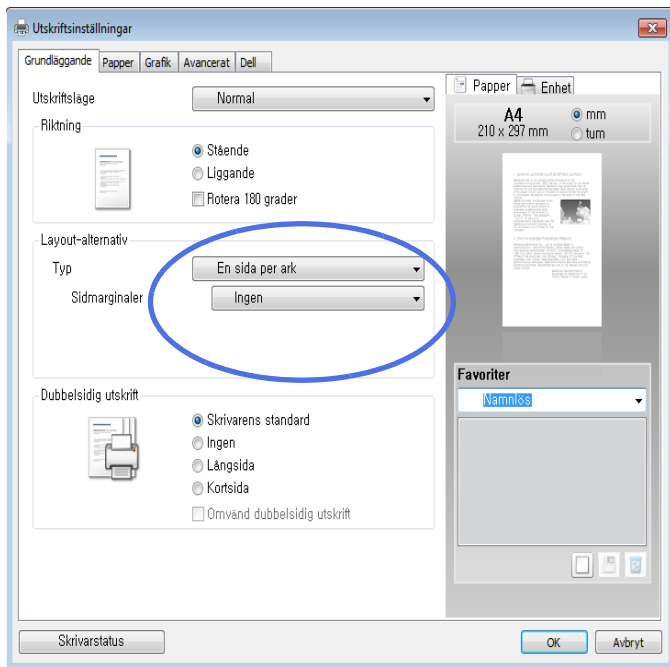 Utskriftsinställningar
Grundläggande Papper Grafik Avancerat Dell
Utskriftsläge Normal
Riktning
Stående
Liggande
Rotera 180 grader
Layout-alternativ
Typ En sida per ark
Sidmarginaler Ingen
Dubbelsidig utskrift
Skrivarens standard
Ingen
Långsida
Kortsida
Omvänd dubbelsidig utskrift
Papper Enhet
A4 mm
210 x 297 mm tum
Favoriter
Namnlös
Skrivarstatus OK Avbryt